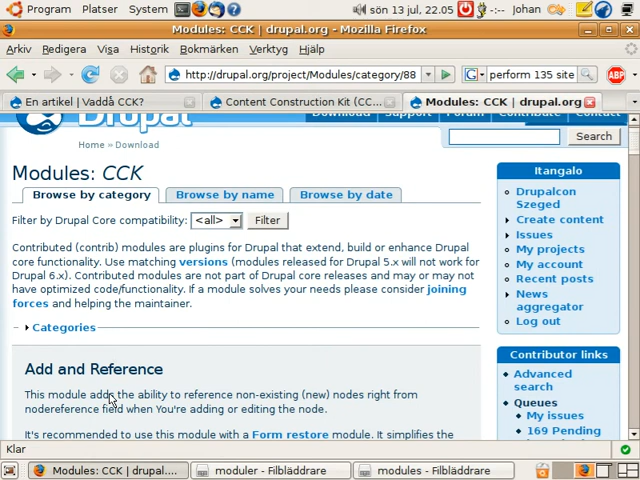 Program Platser System sön 13 jul, 22.05 -:-- Johan
Modules: CCK | drupal.org - Mozilla Firefox
Arkiv Redigera Visa Historik Bokmärken Verktyg Hjälp
http://drupal.org/project/Modules/category/88 G perform 135 site ABP
En artikel | Vaddå CCK? Content Construction Kit (CC... Modules: CCK | drupal.org
Drupal Download Support Forum Contribute Contact
Search
Home » Download
Modules: CCK
Browse by category Browse by name Browse by date
Filter by Drupal Core compatibility: <all> Filter
Contributed (contrib) modules are plugins for Drupal that extend, build or enhance Drupal
core functionality. Use matching versions (modules released for Drupal 5.x will not work for
Drupal 6.x). Contributed modules are not part of Drupal core releases and may or may not
have optimized code/functionality. If a module solves your needs please consider joining
forces and helping the maintainer.
Categories
Add and Reference
This module adds the ability to reference non-existing (new) nodes right from
nodereference field when You're adding or editing the node.
It's recommended to use this module with a Form restore module. It simplifies the
Itangalo
Drupalcon
Szeged
Create content
Issues
My projects
My account
Recent posts
News
aggregator
Log out
Contributor links
Advanced
search
Queues
My issues
169 Pending
Klar
Modules: CCK | drupal.... moduler - Filbläddrare modules - Filbläddrare